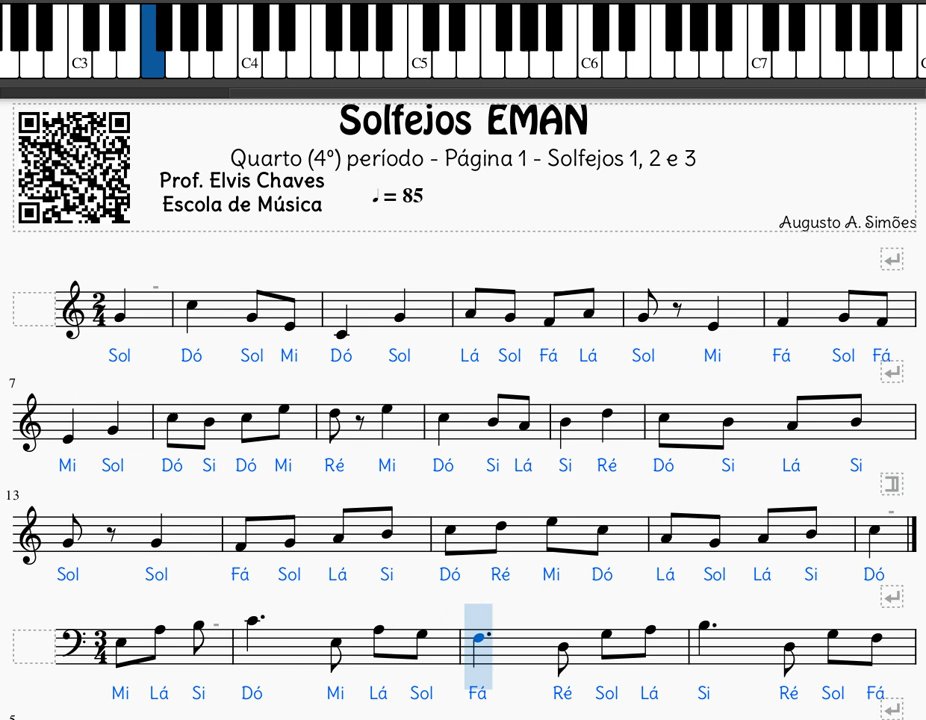 C3 C4 C5 C6 C7 C
Solfejos EMAN
Quarto (4º) período - Página 1 - Solfejos 1, 2 e 3
Prof. Elvis Chaves
Escola de Música
♩ = 85
Augusto A. Simões
2
4
Sol Dó Sol Mi Dó Sol Lá Sol Fá Lá Sol Mi Fá Sol Fá
7
Mi Sol Dó Si Dó Mi Ré Mi Dó Si Lá Si Ré Dó Si Lá Si
13
Sol Sol Fá Sol Lá Si Dó Ré Mi Dó Lá Sol Lá Si Dó
3
4
Mi Lá Si Dó Mi Lá Sol Fá Ré Sol Lá Si Ré Sol Fá
5